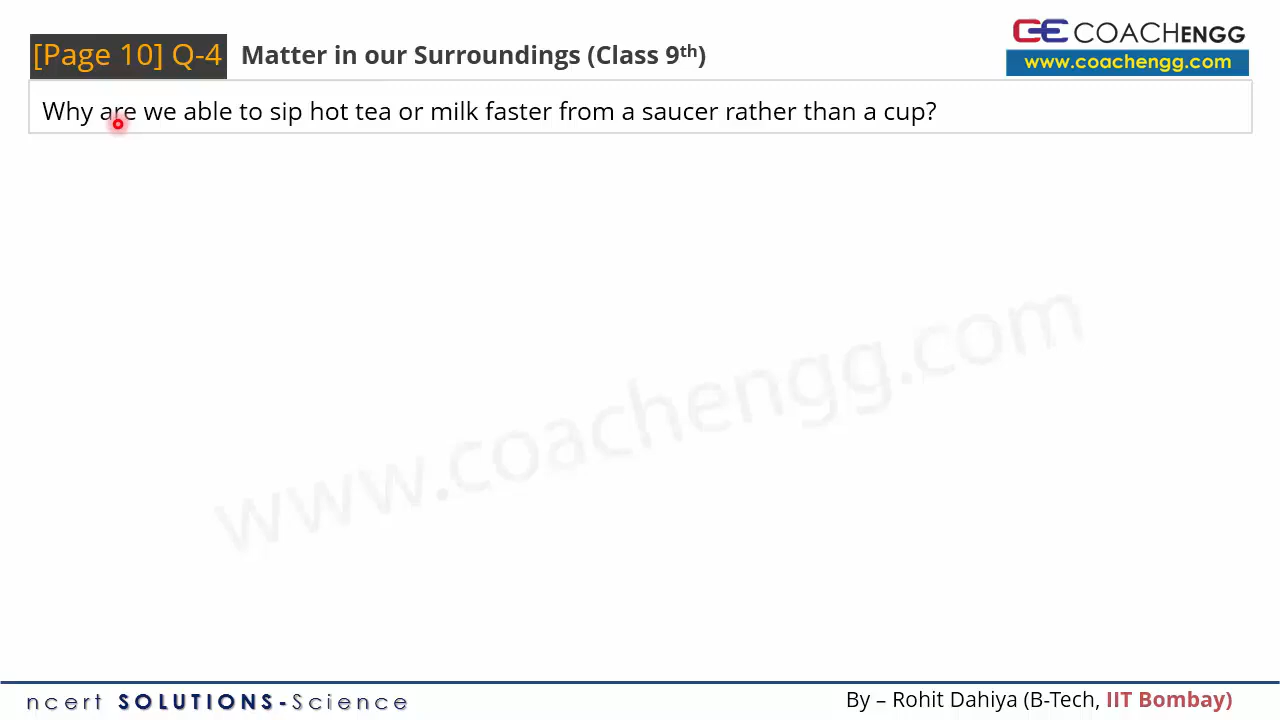 [Page 10] Q-4 Matter in our Surroundings (Class 9th)
GE COACHENGG
www.coachengg.com
Why are we able to sip hot tea or milk faster from a saucer rather than a cup?
www.coachengg.com
ncert SOLUTIONS-Science
By – Rohit Dahiya (B-Tech, IIT Bombay)